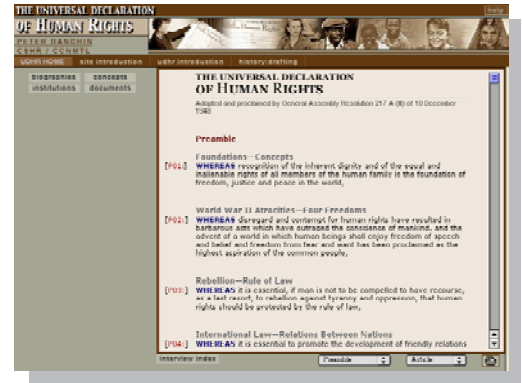 THE UNIVERSAL DECLARATION
OF HUMAN RIGHTS
help
PETER DANCHIN
CSHR / CCNMTL
UDHR HOME site introduction udhr introduction history:drafting
biographies concepts
institutions documents
THE UNIVERSAL DECLARATION
OF HUMAN RIGHTS
Adopted and proclaimed by General Assembly Resolution 217 A (III) of 10 December
1948
Preamble
Foundations—Concepts
[P01:] WHEREAS recognition of the inherent dignity and of the equal and
inalienable rights of all members of the human family is the foundation of
freedom, justice and peace in the world,
World War II Atrocities—Four Freedoms
[P02:] WHEREAS disregard and contempt for human rights have resulted in
barbarous acts which have outraged the conscience of mankind, and the
advent of a world in which human beings shall enjoy freedom of speech
and belief and freedom from fear and want has been proclaimed as the
highest aspiration of the common people,
Rebellion—Rule of Law
[P03:] WHEREAS it is essential, if man is not to be compelled to have recourse,
as a last resort, to rebellion against tyranny and oppression, that human
rights should be protected by the rule of law,
International Law—Relations Between Nations
[P04:] WHEREAS it is essential to promote the development of friendly relations
interview index Preamble Article